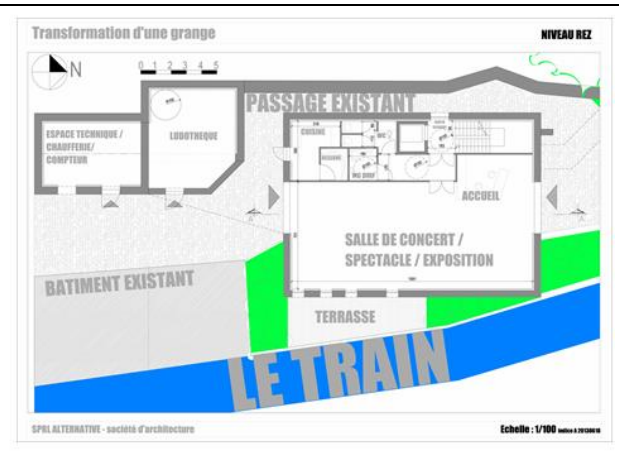 Transformation d'une grange
NIVEAU REZ
N
0 1 2 3 4 5
PASSAGE EXISTANT
ESPACE TECHNIQUE /
CHAUFFERIE/
COMPTEUR
LUDOTHEQUE
CUISINE
WC
ACCUEIL
SALLE DE CONCERT /
SPECTACLE / EXPOSITION
BATIMENT EXISTANT
TERRASSE
LE TRAIN
SPRL ALTERNATIVE - société d'architecture
Echelle : 1/100